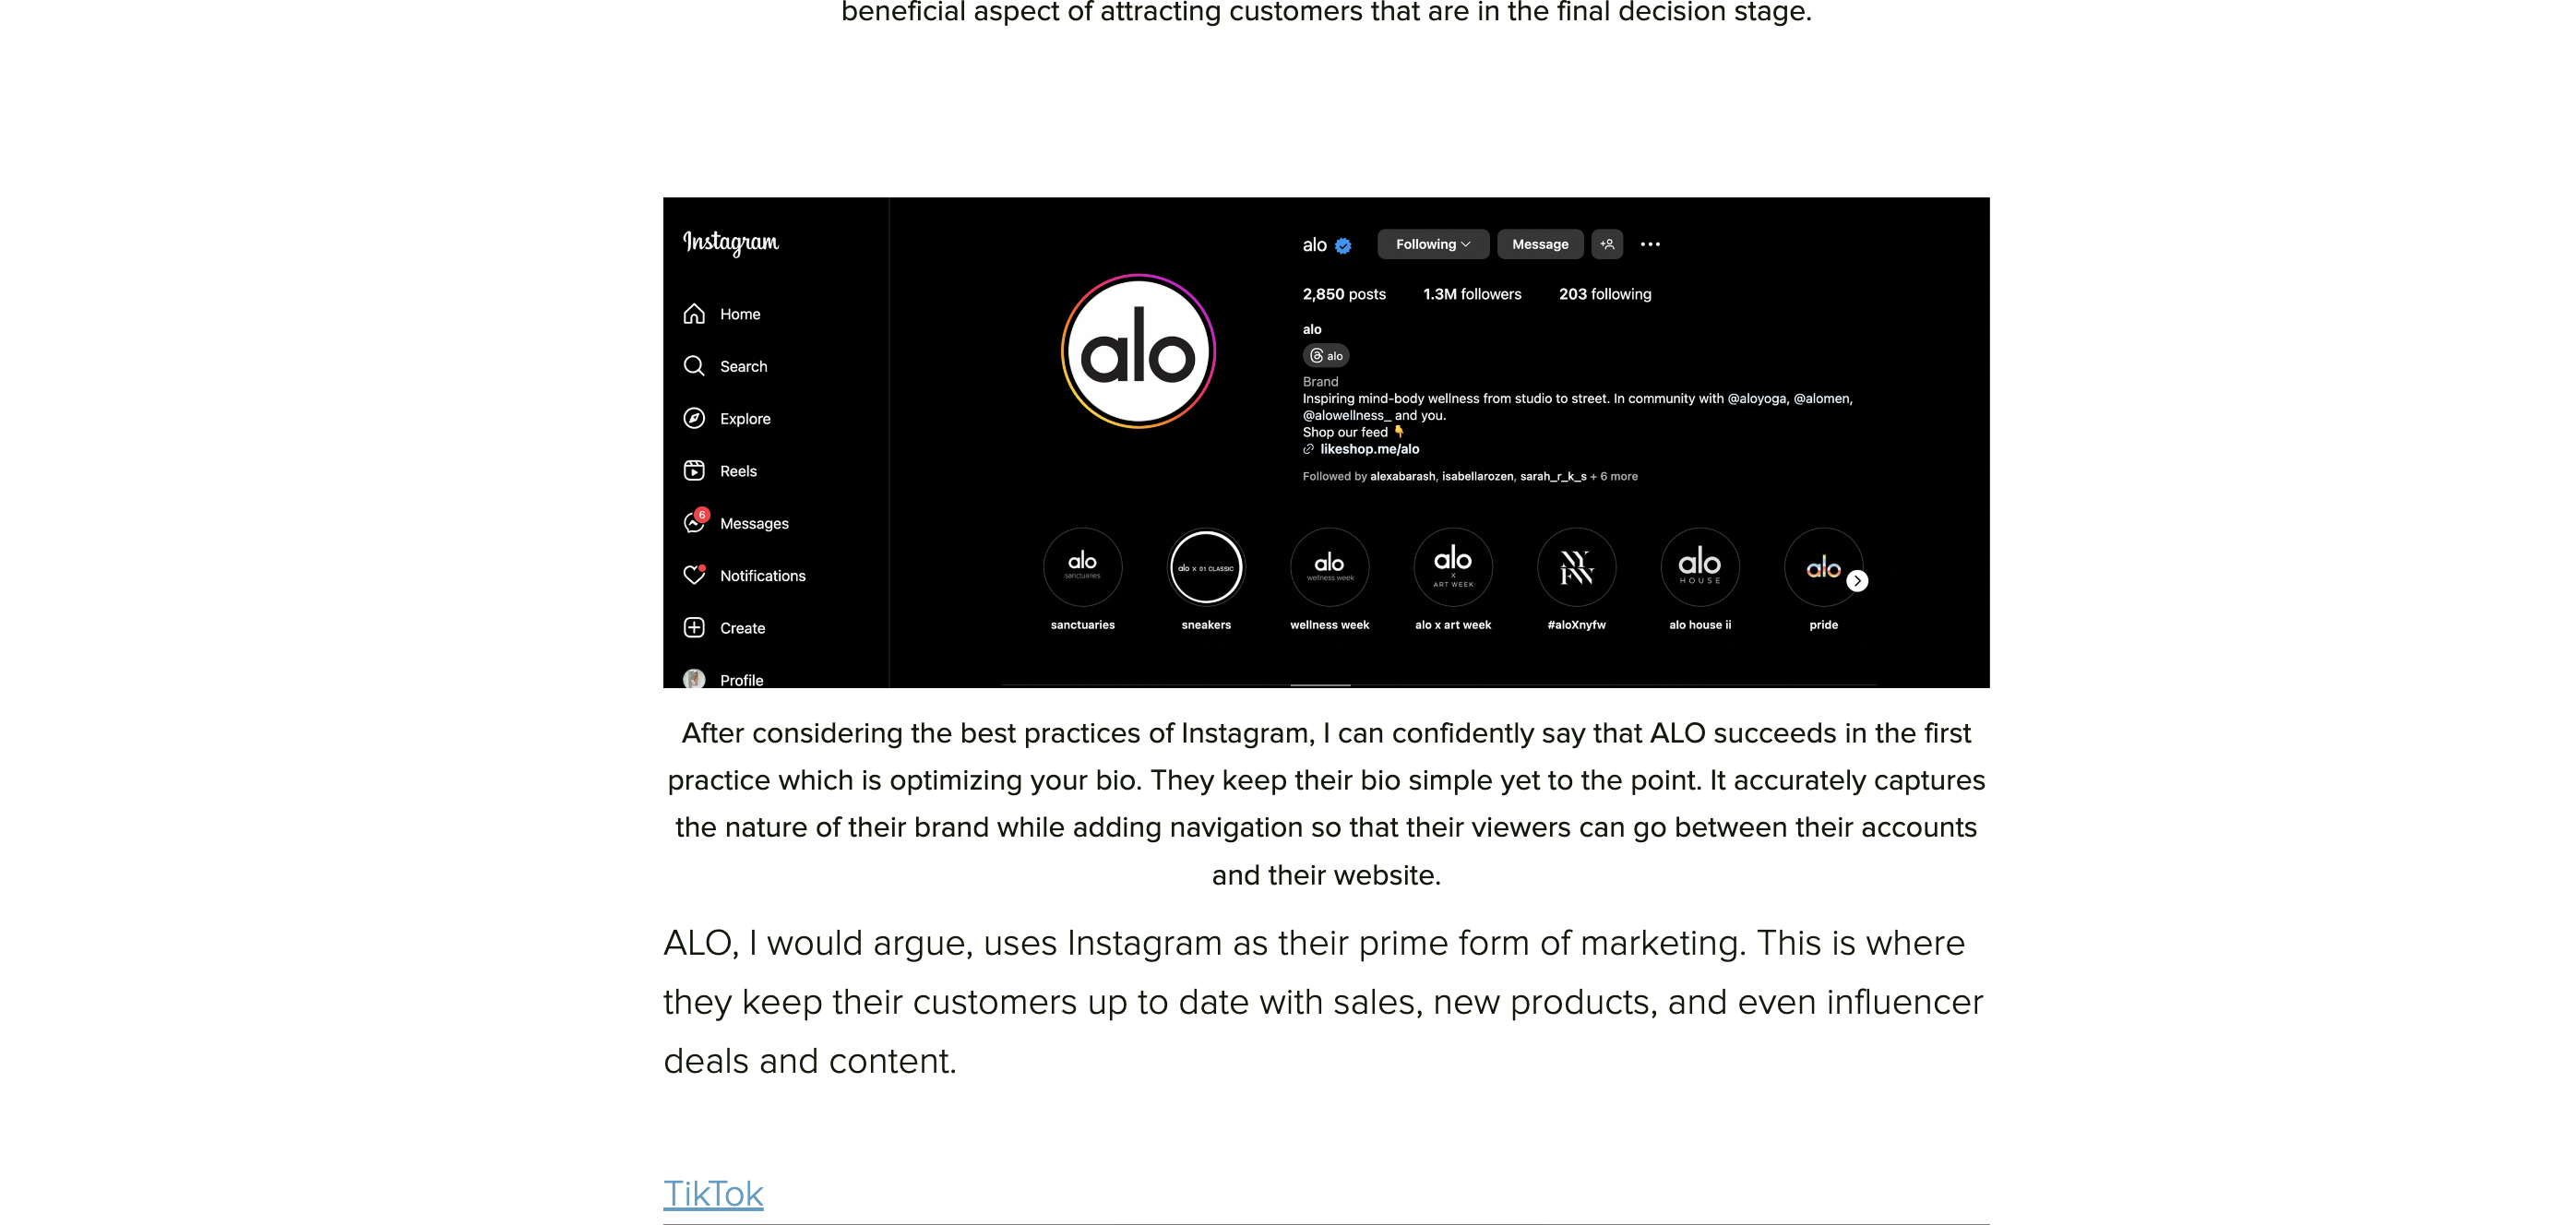 beneficial aspect of attracting customers that are in the final decision stage.
Instagram
Home
Search
Explore
Reels
6
Messages
Notifications
Create
Profile
alo
alo
Following
Message
2,850 posts 1.3M followers 203 following
alo
alo
Brand
Inspiring mind-body wellness from studio to street. In community with @aloyoga, @alomen,
@alowellness_ and you.
Shop our feed 👇
likeshop.me/alo
Followed by alexabarash, isabellarozen, sarah_r_k_s + 6 more
alo
sanctuaries
sanctuaries
alo x 01 CLASSIC
sneakers
alo
wellness week
wellness week
alo
x
ART WEEK
alo x art week
NY
FW
#aloXnyfw
alo
HOUSE
alo house ii
alo
pride
After considering the best practices of Instagram, I can confidently say that ALO succeeds in the first
practice which is optimizing your bio. They keep their bio simple yet to the point. It accurately captures
the nature of their brand while adding navigation so that their viewers can go between their accounts
and their website.
ALO, I would argue, uses Instagram as their prime form of marketing. This is where
they keep their customers up to date with sales, new products, and even influencer
deals and content.
TikTok